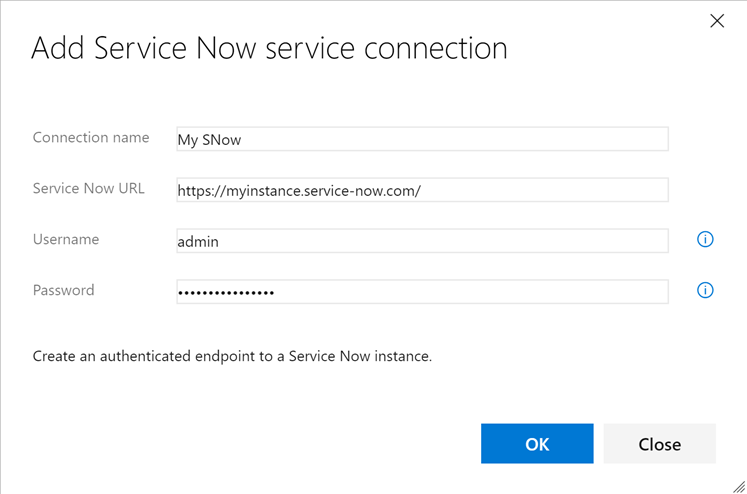 Add Service Now service connection
Connection name My SNow
Service Now URL https://myinstance.service-now.com/
Username admin
Password ••••••••••••••••
Create an authenticated endpoint to a Service Now instance.
OK Close